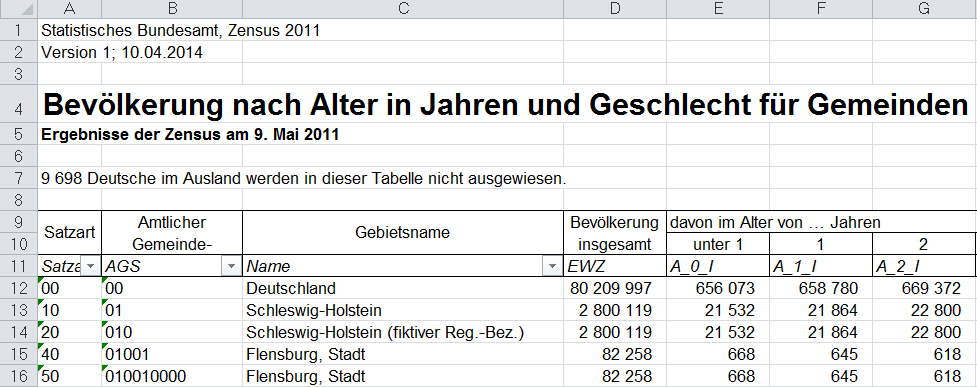 A B C D E F G
1 Statistisches Bundesamt, Zensus 2011
2 Version 1; 10.04.2014
3
4 Bevölkerung nach Alter in Jahren und Geschlecht für Gemeinden
5 Ergebnisse der Zensus am 9. Mai 2011
6
7 9 698 Deutsche im Ausland werden in dieser Tabelle nicht ausgewiesen.
8
9 Satzart Amtlicher Gebietsname Bevölkerung davon im Alter von … Jahren
10 Gemeinde- insgesamt unter 1 1 2
11 Satza AGS Name EWZ A_0_I A_1_I A_2_I
12 00 00 Deutschland 80 209 997 656 073 658 780 669 372
13 10 01 Schleswig-Holstein 2 800 119 21 532 21 864 22 800
14 20 010 Schleswig-Holstein (fiktiver Reg.-Bez.) 2 800 119 21 532 21 864 22 800
15 40 01001 Flensburg, Stadt 82 258 668 645 618
16 50 010010000 Flensburg, Stadt 82 258 668 645 618